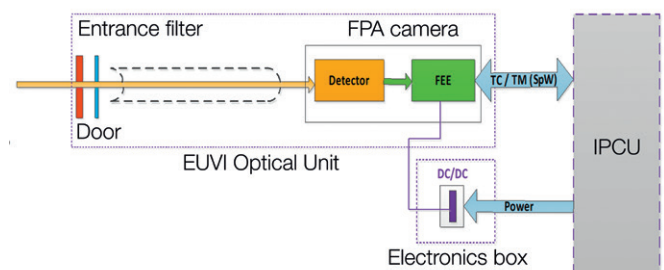 Entrance filter
FPA camera
Detector
FEE
TC / TM (SpW)
Door
EUVI Optical Unit
IPCU
DC/DC
Power
Electronics box